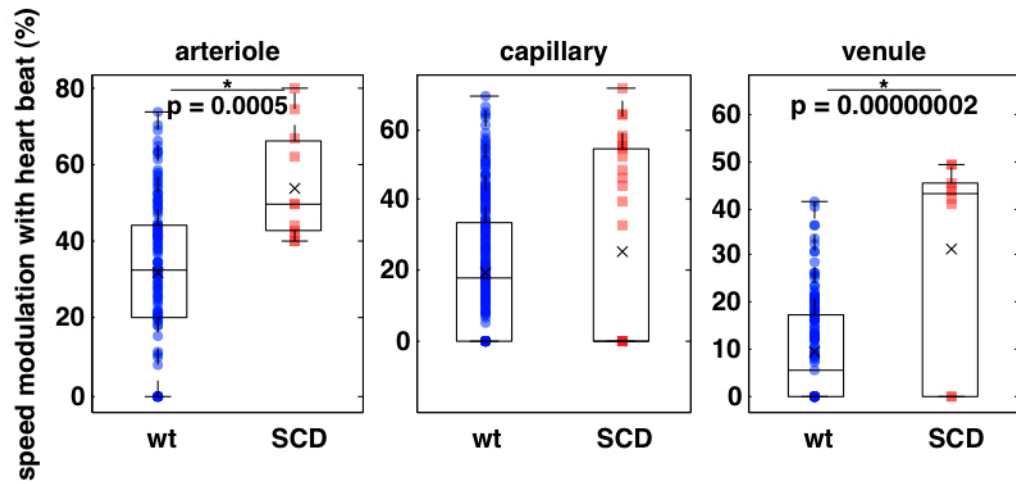 speed modulation with heart beat (%)
arteriole
80
60
40
20
0
*
p = 0.0005
wt SCD
capillary
60
40
20
0
wt SCD
venule
60
50
40
30
20
10
0
*
p = 0.00000002
wt SCD